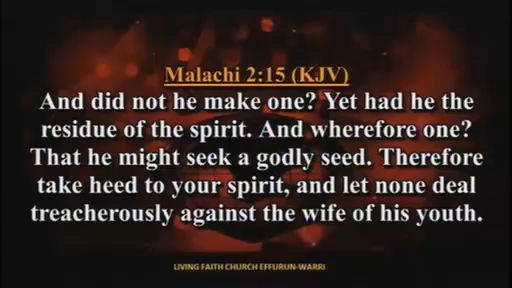 Malachi 2:15 (KJV)
And did not he make one? Yet had he the
residue of the spirit. And wherefore one?
That he might seek a godly seed. Therefore
take heed to your spirit, and let none deal
treacherously against the wife of his youth.
LIVING FAITH CHURCH EFFURUN-WARRI